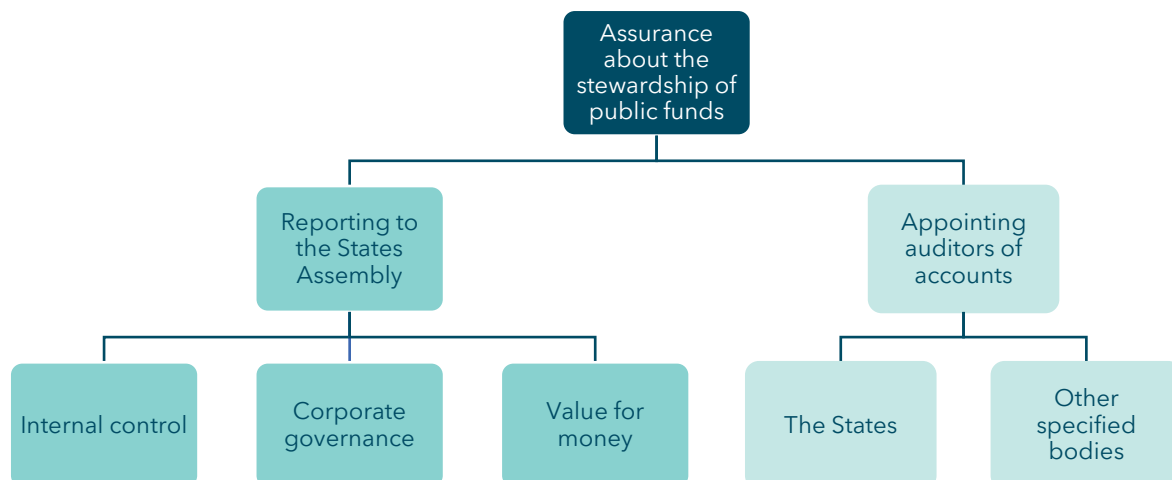 Assurance
about the
stewardship of
public funds
Reporting to
the States
Assembly
Appointing
auditors of
accounts
Internal control
Corporate
governance
Value for
money
The States
Other
specified
bodies